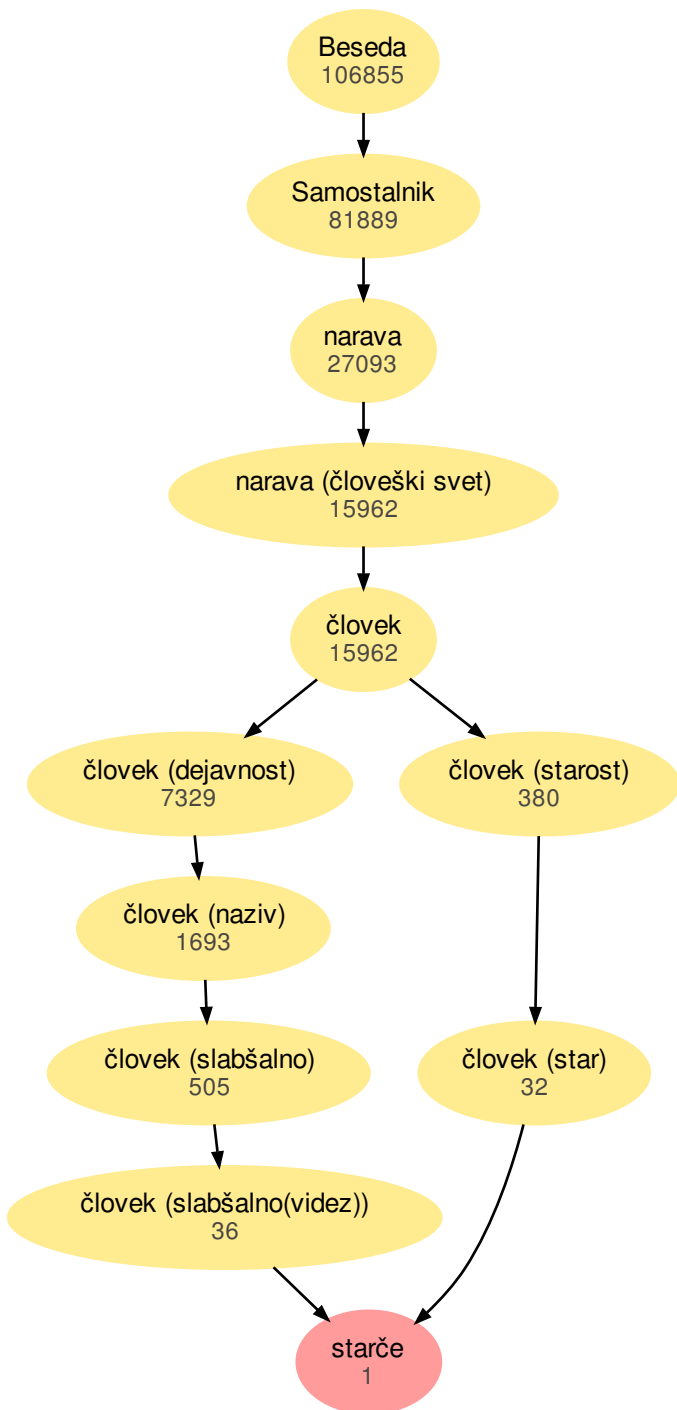 Beseda
106855
Samostalnik
81889
narava
27093
narava (človeški svet)
15962
človek
15962
človek (dejavnost)
7329
človek (starost)
380
človek (naziv)
1693
človek (slabšalno)
505
človek (star)
32
človek (slabšalno(videz))
36
starče
1